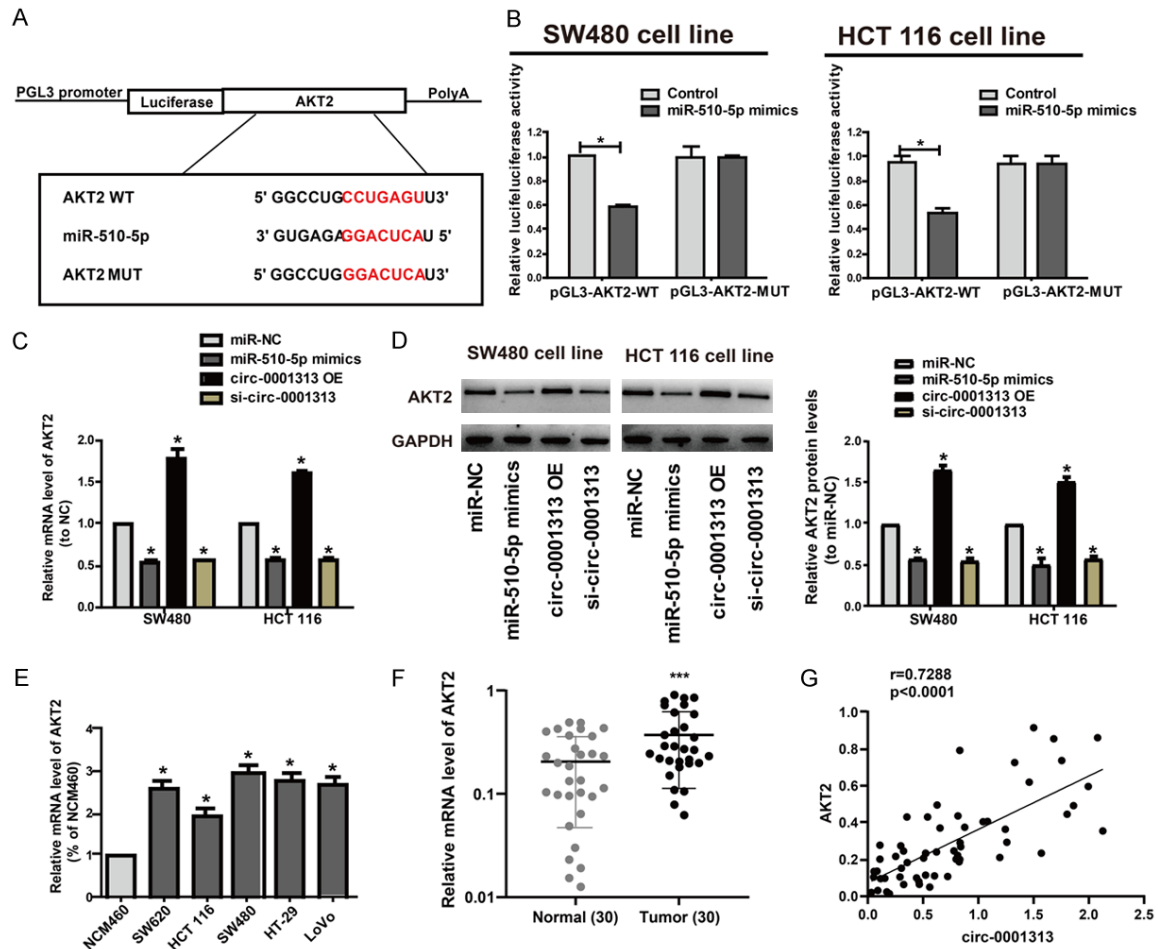 A
PGL3 promoter
Luciferase
AKT2
PolyA
AKT2 WT 5' GGCCUGCCUGAGUU3'
miR-510-5p 3' GUGAGAGGACUCAU 5'
AKT2 MUT 5' GGCCUGGGACUCAU3'
B
SW480 cell line
Control
miR-510-5p mimics
Relative lucifeluciferase activity
1.2
1.0
0.8
0.6
0.4
0.2
0.0
*
pGL3-AKT2-WT pGL3-AKT2-MUT
HCT 116 cell line
Control
miR-510-5p mimics
Relative lucifeluciferase activity
1.2
1.0
0.8
0.6
0.4
0.2
0.0
*
pGL3-AKT2-WT pGL3-AKT2-MUT
C
miR-NC
miR-510-5p mimics
circ-0001313 OE
si-circ-0001313
Relative mRNA level of AKT2
(to NC)
2.0
1.5
1.0
0.5
0.0
* * * * * *
SW480 HCT 116
D
SW480 cell line HCT 116 cell line
AKT2
GAPDH
miR-NC
miR-510-5p mimics
circ-0001313 OE
si-circ-0001313
miR-NC
miR-510-5p mimics
circ-0001313 OE
si-circ-0001313
miR-NC
miR-510-5p mimics
circ-0001313 OE
si-circ-0001313
Relative AKT2 protein levels
(to miR-NC)
2.0
1.5
1.0
0.5
0.0
* * * * * *
SW480 HCT 116
E
Relative mRNA level of AKT2
(% of NCM460)
4
3
2
1
0
* * * * *
NCM460
SW620
HCT 116
SW480
HT-29
LoVo
F
Relative mRNA level of AKT2
1
0.1
0.01
***
Normal (30) Tumor (30)
G
r=0.7288
p<0.0001
AKT2
1.0
0.8
0.6
0.4
0.2
0.0
0.0 0.5 1.0 1.5 2.0 2.5
circ-0001313